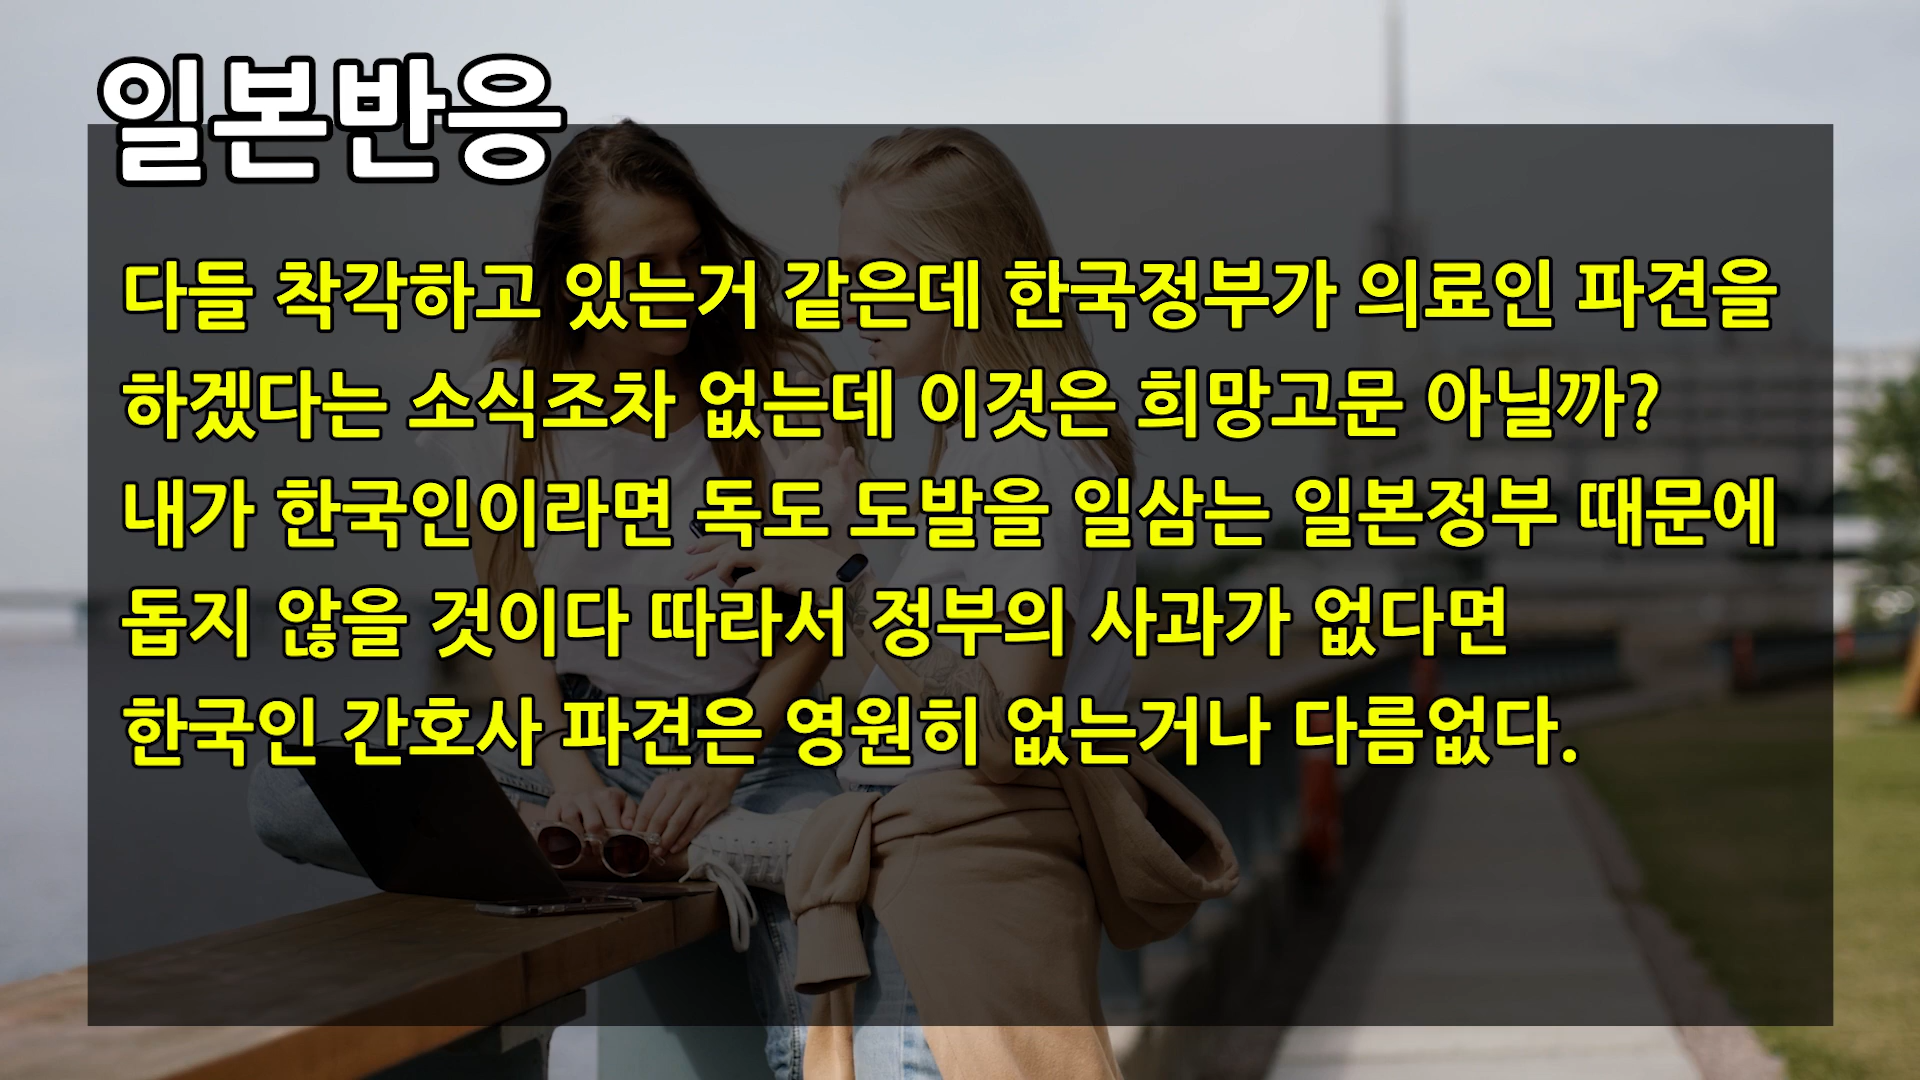 일본반응
다들 착각하고 있는거 같은데 한국정부가 의료인 파견을
하겠다는 소식조차 없는데 이것은 희망고문 아닐까?
내가 한국인이라면 독도 도발을 일삼는 일본정부 때문에
돕지 않을 것이다 따라서 정부의 사과가 없다면
한국인 간호사 파견은 영원히 없는거나 다름없다.